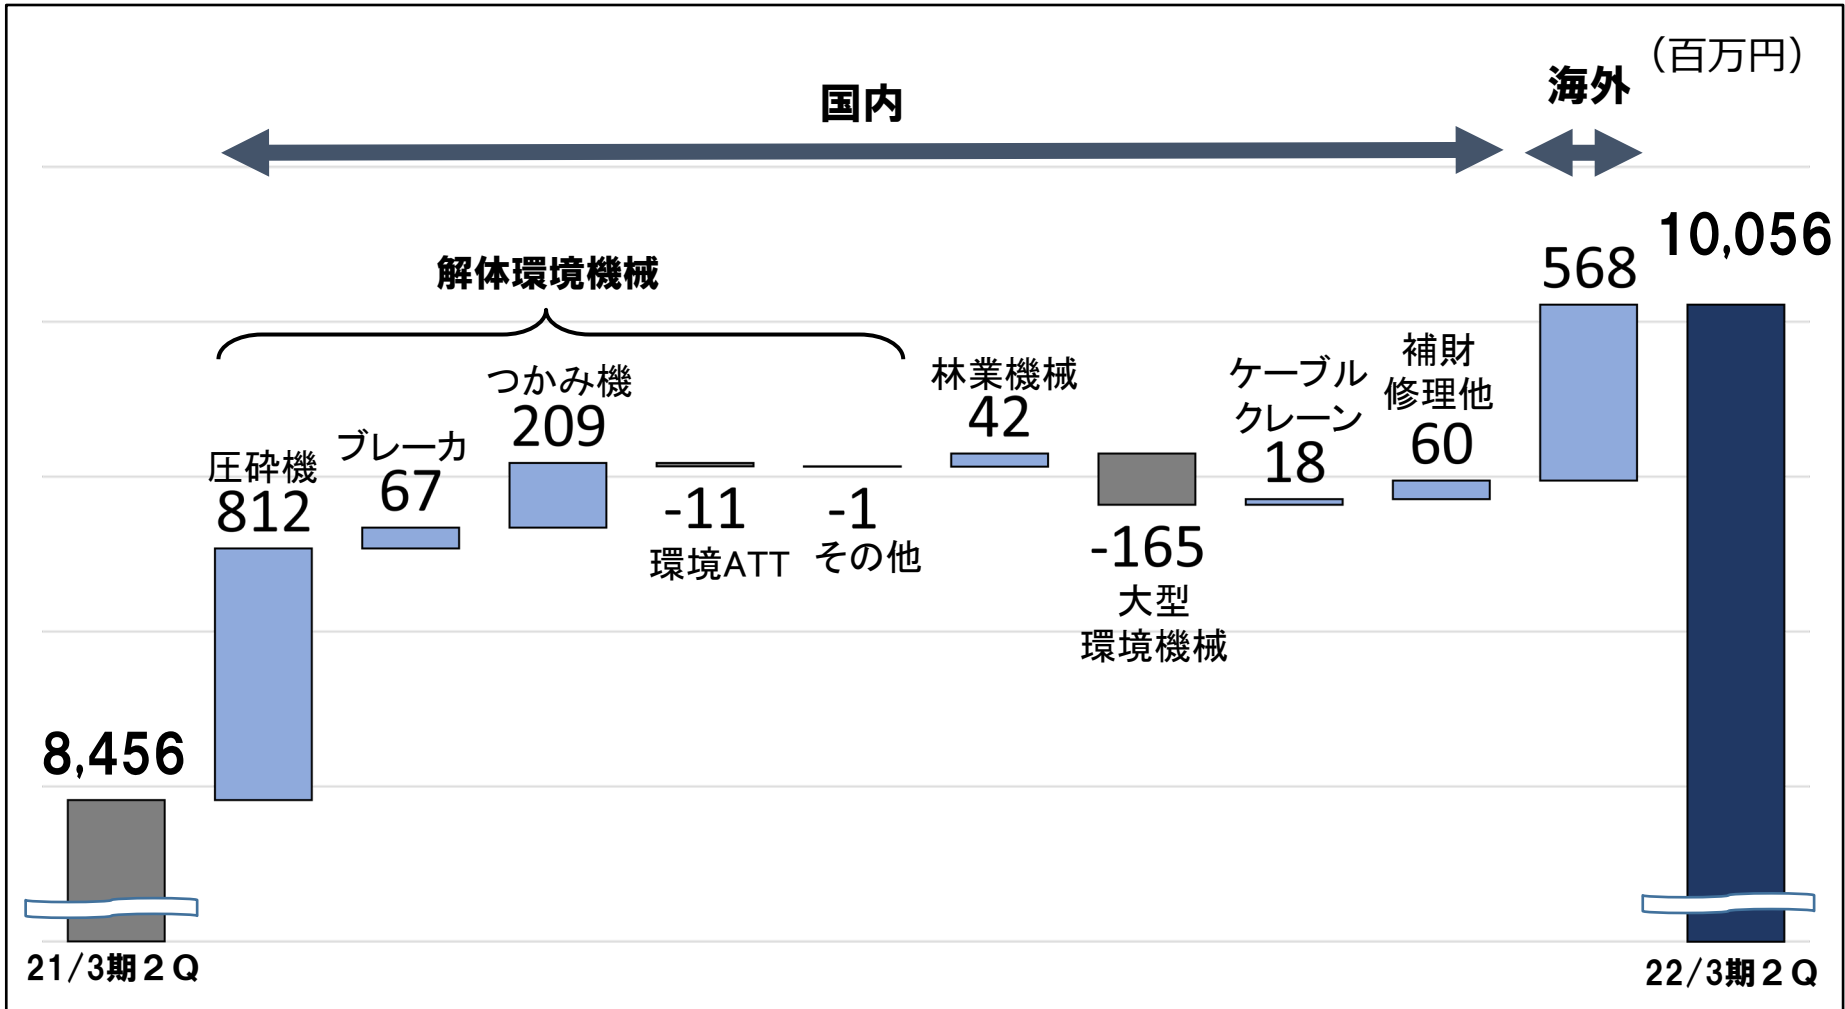 （百万円）
国内
海外
解体環境機械
8,456
圧砕機
812
ブレーカ
67
つかみ機
209
-11
環境ATT
-1
その他
林業機械
42
-165
大型
環境機械
ケーブル
クレーン
18
補財
修理他
60
568
10,056
21/3期２Q
22/3期２Q